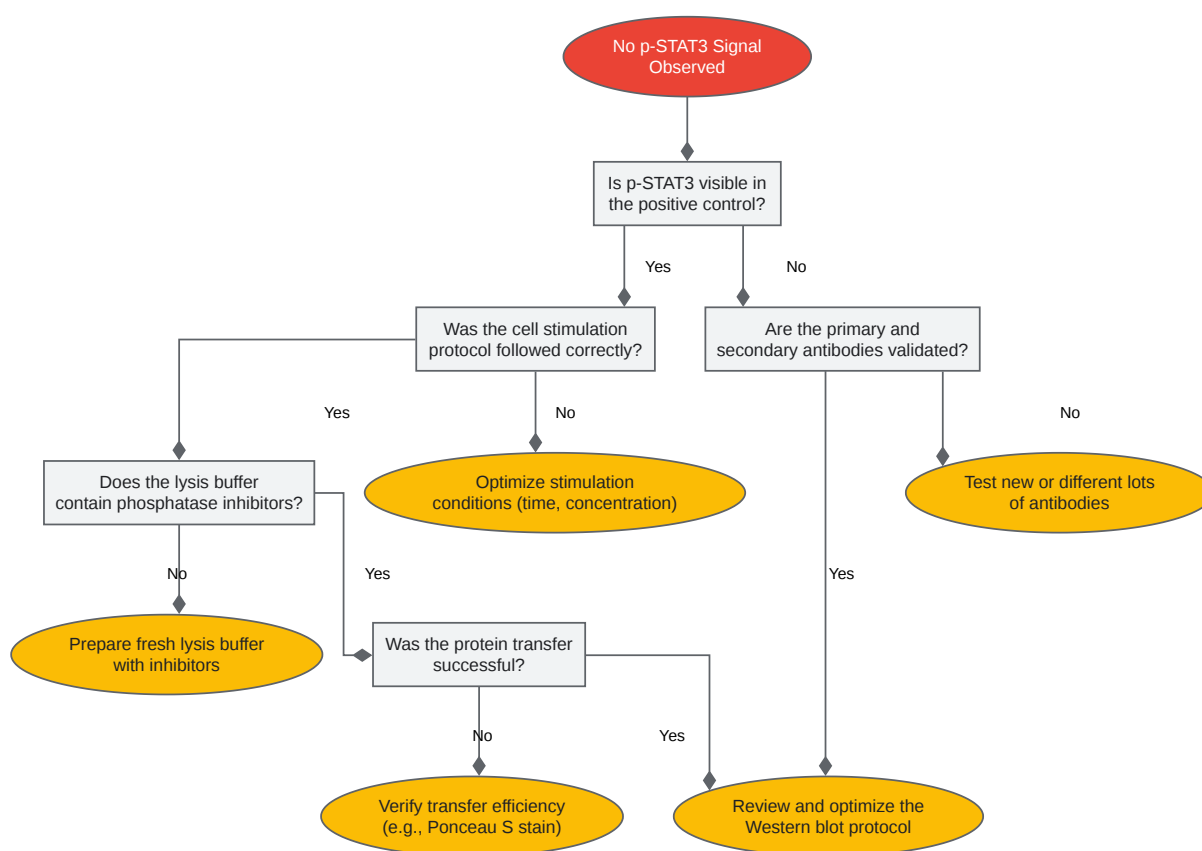 No p-STAT3 Signal
Observed
Is p-STAT3 visible in
the positive control?
Yes
No
Was the cell stimulation
protocol followed correctly?
Are the primary and
secondary antibodies validated?
Yes
No
No
Does the lysis buffer
contain phosphatase inhibitors?
Optimize stimulation
conditions (time, concentration)
Test new or different lots
of antibodies
No
Yes
Yes
Prepare fresh lysis buffer
with inhibitors
Was the protein transfer
successful?
No
Yes
Verify transfer efficiency
(e.g., Ponceau S stain)
Review and optimize the
Western blot protocol